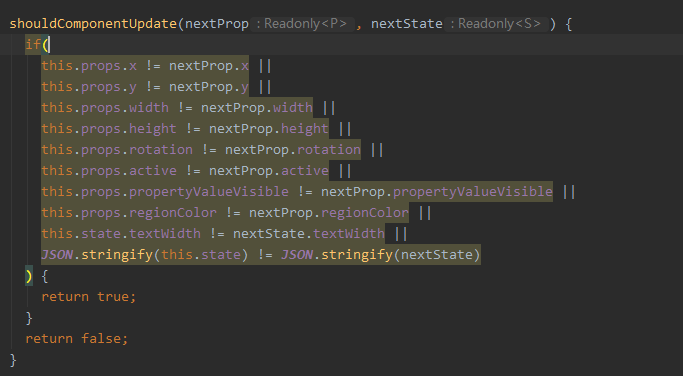 shouldComponentUpdate(nextProp : Readonly<P> , nextState : Readonly<S> ) {
if(
this.props.x != nextProp.x ||
this.props.y != nextProp.y ||
this.props.width != nextProp.width ||
this.props.height != nextProp.height ||
this.props.rotation != nextProp.rotation ||
this.props.active != nextProp.active ||
this.props.propertyValueVisible != nextProp.propertyValueVisible ||
this.props.regionColor != nextProp.regionColor ||
this.state.textWidth != nextState.textWidth ||
JSON.stringify(this.state) != JSON.stringify(nextState)
) {
return true;
}
return false;
}